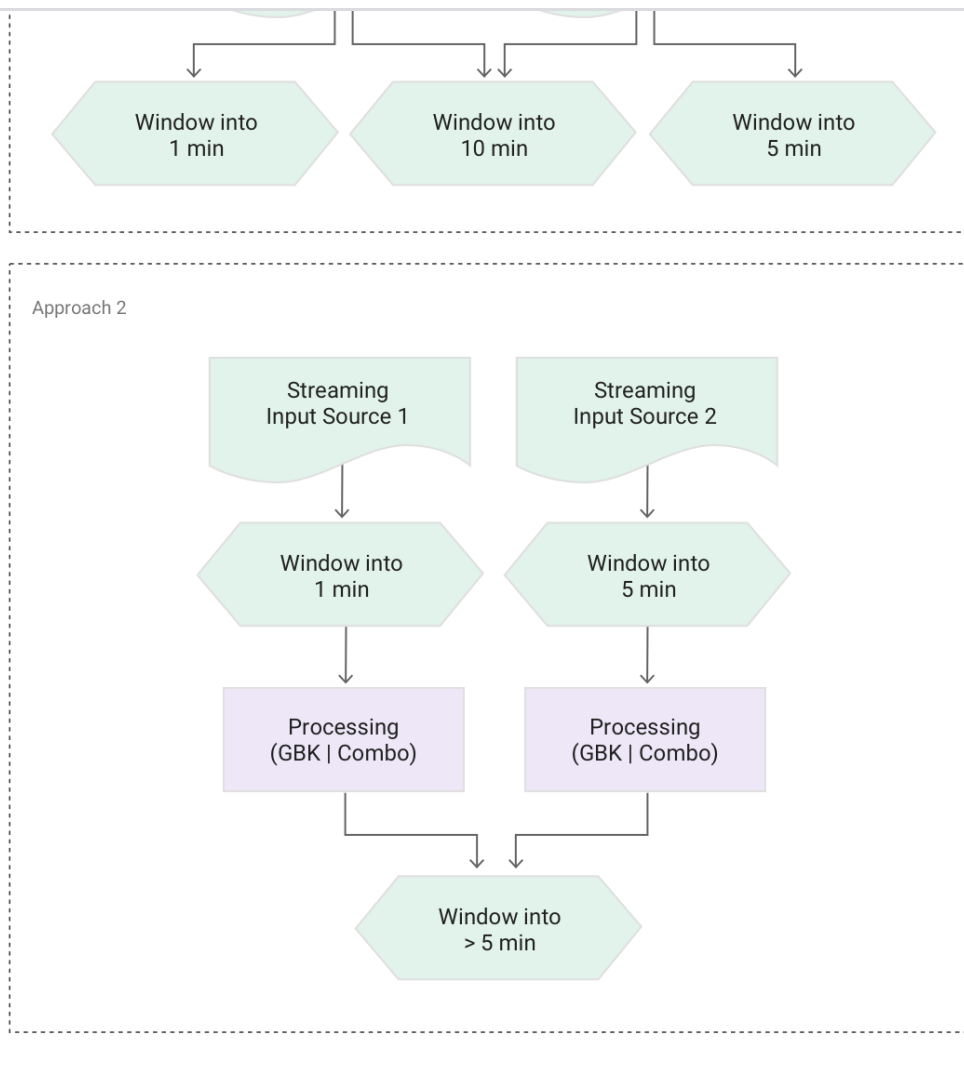 Window into
1 min
Window into
10 min
Window into
5 min
Approach 2
Streaming
Input Source 1
Streaming
Input Source 2
Window into
1 min
Window into
5 min
Processing
(GBK | Combo)
Processing
(GBK | Combo)
Window into
> 5 min